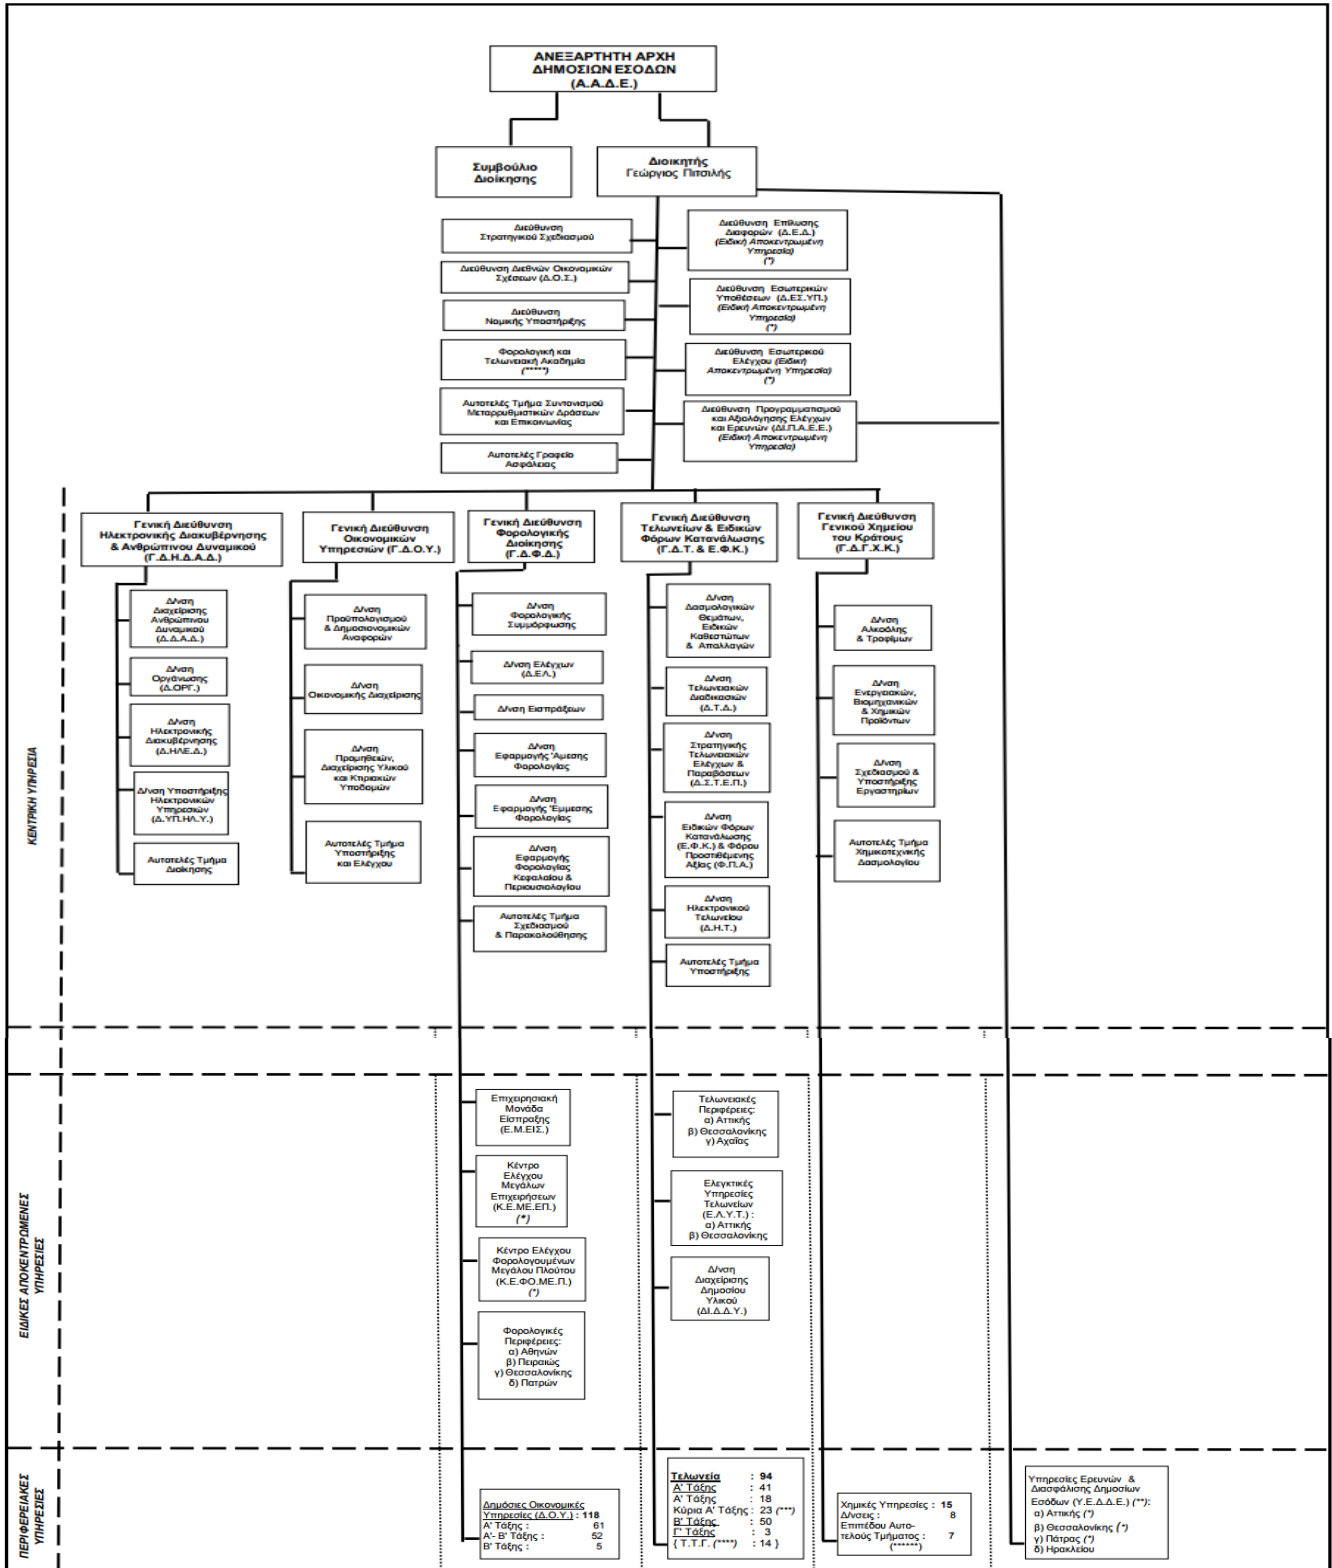 ΑΝΕΞΑΡΤΗΤΗ ΑΡΧΗ
ΔΗΜΟΣΙΩΝ ΕΣΟΔΩΝ
(Α.Α.Δ.Ε.)
Συμβούλιο
Διοίκησης
Διοικητής
Γεώργιος Πιτσιλής
Διεύθυνση
Στρατηγικού Σχεδιασμού
Διεύθυνση Διεθνών Οικονομικών
Σχέσεων (Δ.Ο.Σ.)
Διεύθυνση
Νομικής Υποστήριξης
Φορολογική και
Τελωνειακή Ακαδημία
(*****)
Αυτοτελές Τμήμα Συντονισμού
Μεταρρυθμιστικών Δράσεων
και Επικοινωνίας
Αυτοτελές Γραφείο
Ασφάλειας
Διεύθυνση Επίλυσης
Διαφορών (Δ.Ε.Δ.)
(Ειδική Αποκεντρωμένη
Υπηρεσία)
(*)
Διεύθυνση Εσωτερικών
Υποθέσεων (Δ.ΕΣ.ΥΠ.)
(Ειδική Αποκεντρωμένη
Υπηρεσία)
(*)
Διεύθυνση Εσωτερικού
Ελέγχου (Ειδική
Αποκεντρωμένη Υπηρεσία)
(*)
Διεύθυνση Προγραμματισμού
και Αξιολόγησης Ελέγχων
και Ερευνών (ΔΙ.Π.Α.Ε.Ε.)
(Ειδική Αποκεντρωμένη
Υπηρεσία)
ΚΕΝΤΡΙΚΗ ΥΠΗΡΕΣΙΑ
Γενική Διεύθυνση
Ηλεκτρονικής Διακυβέρνησης
& Ανθρώπινου Δυναμικού
(Γ.Δ.Η.Δ.Α.Δ.)
Δ/νση
Διαχείρισης
Ανθρώπινου
Δυναμικού
(Δ.Δ.Α.Δ.)
Δ/νση
Οργάνωσης
(Δ.ΟΡΓ.)
Δ/νση
Ηλεκτρονικής
Διακυβέρνησης
(Δ.ΗΛΕ.Δ.)
Δ/νση Υποστήριξης
Ηλεκτρονικών
Υπηρεσιών
(Δ.ΥΠ.ΗΛ.Υ.)
Αυτοτελές Τμήμα
Διοίκησης
Γενική Διεύθυνση
Οικονομικών
Υπηρεσιών (Γ.Δ.Ο.Υ.)
Δ/νση
Προϋπολογισμού
& Δημοσιονομικών
Αναφορών
Δ/νση
Οικονομικής Διαχείρισης
Δ/νση
Προμηθειών,
Διαχείρισης Υλικού
και Κτιριακών
Υποδομών
Αυτοτελές Τμήμα
Υποστήριξης
και Ελέγχου
Γενική Διεύθυνση
Φορολογικής
Διοίκησης
(Γ.Δ.Φ.Δ.)
Δ/νση
Φορολογικής
Συμμόρφωσης
Δ/νση Ελέγχων
(Δ.ΕΛ.)
Δ/νση Εισπράξεων
Δ/νση
Εφαρμογής 'Αμεσης
Φορολογίας
Δ/νση
Εφαρμογής 'Εμμεσης
Φορολογίας
Δ/νση
Εφαρμογής
Φορολογίας
Κεφαλαίου &
Περιουσιολογίου
Αυτοτελές Τμήμα
Σχεδιασμού
& Παρακολούθησης
Γενική Διεύθυνση
Τελωνείων & Ειδικών
Φόρων Κατανάλωσης
(Γ.Δ.Τ. & Ε.Φ.Κ.)
Δ/νση
Δασμολογικών
Θεμάτων,
Ειδικών
Καθεστώτων
& Απαλλαγών
Δ/νση
Τελωνειακών
Διαδικασιών
(Δ.Τ.Δ.)
Δ/νση
Στρατηγικής
Τελωνειακών
Ελέγχων &
Παραβάσεων
(Δ.Σ.Τ.Ε.Π.)
Δ/νση
Ειδικών Φόρων
Κατανάλωσης
(Ε.Φ.Κ.) & Φόρου
Προστιθέμενης
Αξίας (Φ.Π.Α.)
Δ/νση
Ηλεκτρονικού
Τελωνείου
(Δ.Η.Τ.)
Αυτοτελές Τμήμα
Υποστήριξης
Γενική Διεύθυνση
Γενικού Χημείου
του Κράτους
(Γ.Δ.Γ.Χ.Κ.)
Δ/νση
Αλκοόλης
& Τροφίμων
Δ/νση
Ενεργειακών,
Βιομηχανικών
& Χημικών
Προϊόντων
Δ/νση
Σχεδιασμού &
Υποστήριξης
Εργαστηρίων
Αυτοτελές Τμήμα
Χημικοτεχνικής
Δασμολογίου
ΕΙΔΙΚΕΣ ΑΠΟΚΕΝΤΡΩΜΕΝΕΣ
ΥΠΗΡΕΣΙΕΣ
Επιχειρησιακή
Μονάδα
Είσπραξης
(Ε.Μ.ΕΙΣ.)
Κέντρο
Ελέγχου
Μεγάλων
Επιχειρήσεων
(Κ.Ε.ΜΕ.ΕΠ.)
(*)
Κέντρο Ελέγχου
Φορολογουμένων
Μεγάλου Πλούτου
(Κ.Ε.ΦΟ.ΜΕ.Π.)
(*)
Φορολογικές
Περιφέρειες:
α) Αθηνών
β) Πειραιώς
γ) Θεσσαλονίκης
δ) Πατρών
Τελωνειακές
Περιφέρειες:
α) Αττικής
β) Θεσσαλονίκης
γ) Αχαΐας
Ελεγκτικές
Υπηρεσίες
Τελωνείων
(Ε.Λ.Υ.Τ.) :
α) Αττικής
β) Θεσσαλονίκης
Δ/νση
Διαχείρισης
Δημοσίου
Υλικού
(ΔΙ.Δ.Δ.Υ.)
ΠΕΡΙΦΕΡΕΙΑΚΕΣ
ΥΠΗΡΕΣΙΕΣ
Δημόσιες Οικονομικές
Υπηρεσίες (Δ.Ο.Υ.) : 118
Α' Τάξης : 61
Α'- Β' Τάξης : 52
Β' Τάξης : 5
Τελωνεία : 94
Α' Τάξης : 41
Α' Τάξης : 18
Κύρια Α' Τάξης : 23 (***)
Β' Τάξης : 50
Γ' Τάξης : 3
{ Τ.Τ.Γ. (****) : 14 }
Χημικές Υπηρεσίες : 15
Δ/νσεις : 8
Επιπέδου Αυτο-
τελούς Τμήματος : 7
(******)
Υπηρεσίες Ερευνών &
Διασφάλισης Δημοσίων
Εσόδων (Υ.Ε.Δ.Δ.Ε.) (**):
α) Αττικής (*)
β) Θεσσαλονίκης (*)
γ) Πάτρας (*)
δ) Ηρακλείου